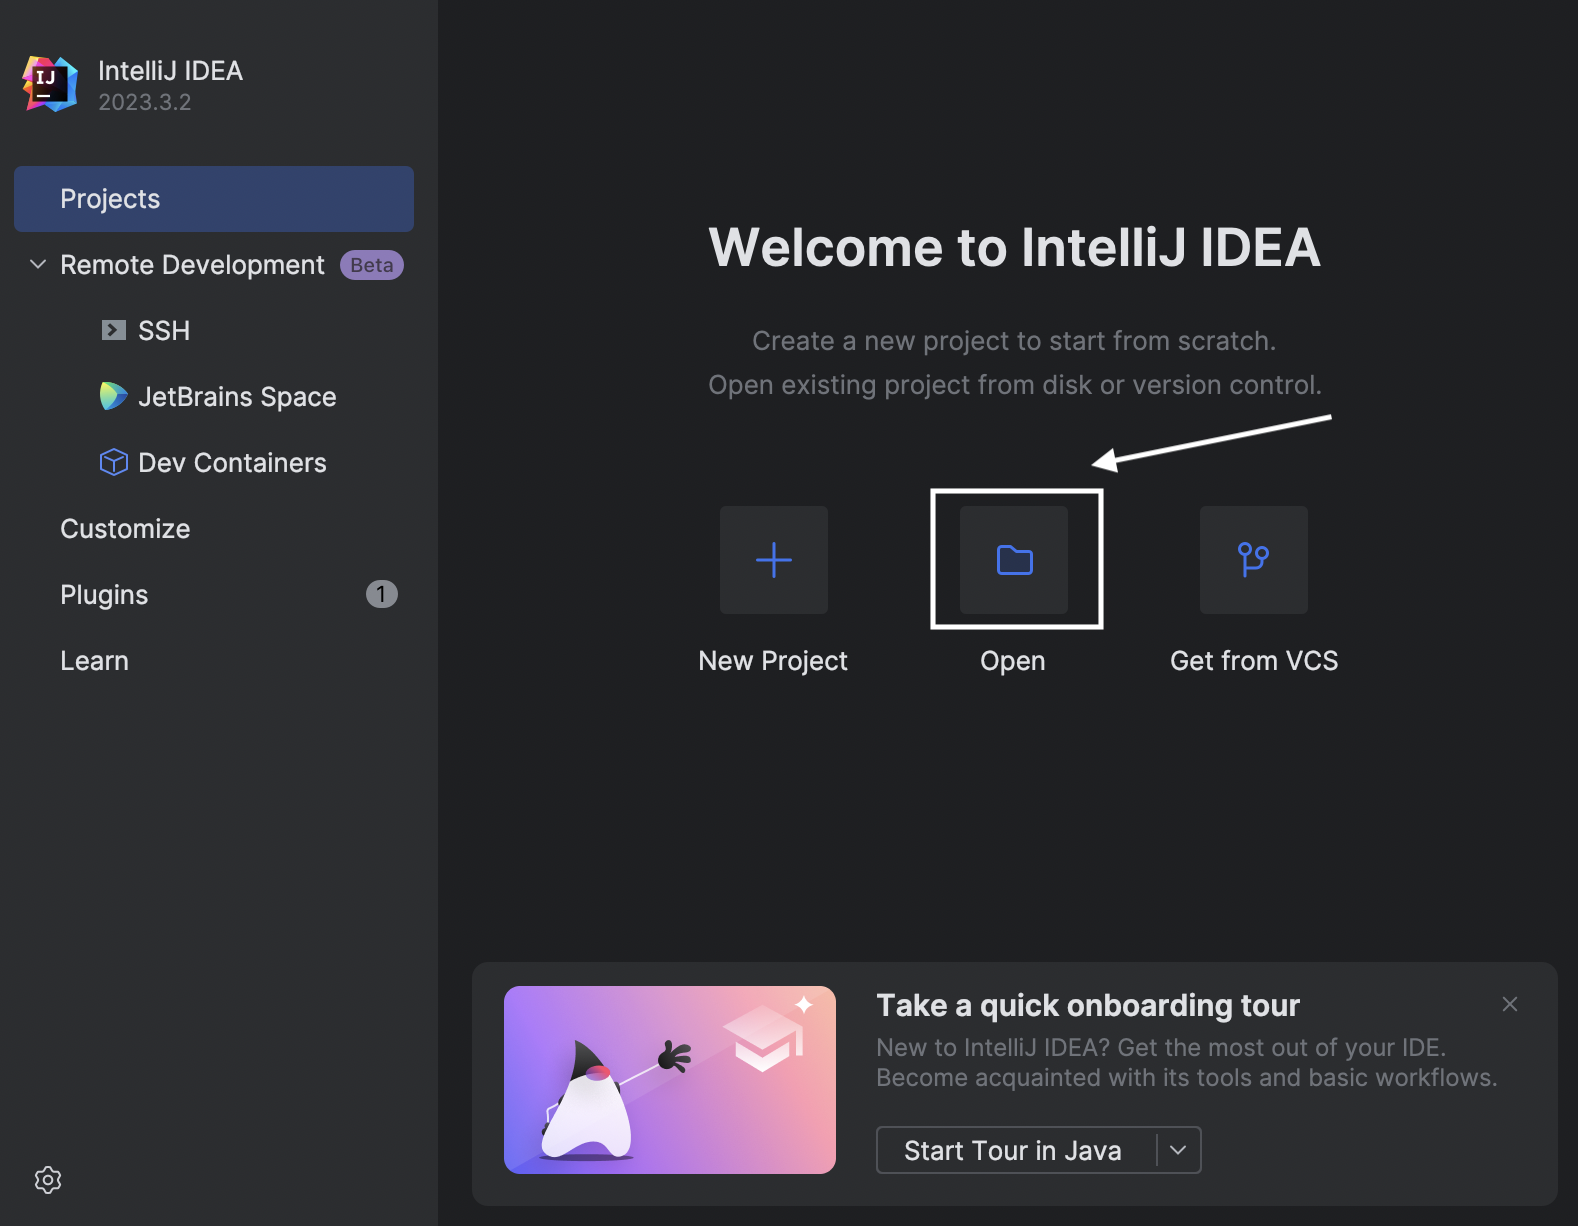 IJ
IntelliJ IDEA
2023.3.2
Projects
Remote Development Beta
SSH
JetBrains Space
Dev Containers
Customize
Plugins 1
Learn
Welcome to IntelliJ IDEA
Create a new project to start from scratch.
Open existing project from disk or version control.
New Project
Open
Get from VCS
Take a quick onboarding tour
New to IntelliJ IDEA? Get the most out of your IDE.
Become acquainted with its tools and basic workflows.
Start Tour in Java